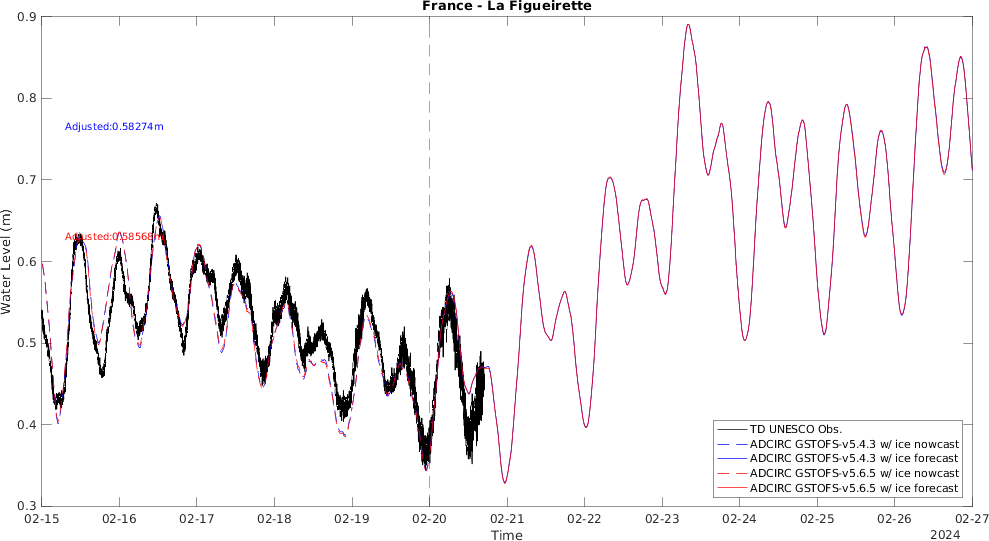 France - La Figueirette
0.9
0.8
0.7
0.6
0.5
0.4
0.3
Water Level (m)
Adjusted:0.58274m
Adjusted:0.58568m
TD UNESCO Obs.
ADCIRC GSTOFS-v5.4.3 w/ ice nowcast
ADCIRC GSTOFS-v5.4.3 w/ ice forecast
ADCIRC GSTOFS-v5.6.5 w/ ice nowcast
ADCIRC GSTOFS-v5.6.5 w/ ice forecast
02-15 02-16 02-17 02-18 02-19 02-20 02-21 02-22 02-23 02-24 02-25 02-26 02-27
Time
2024